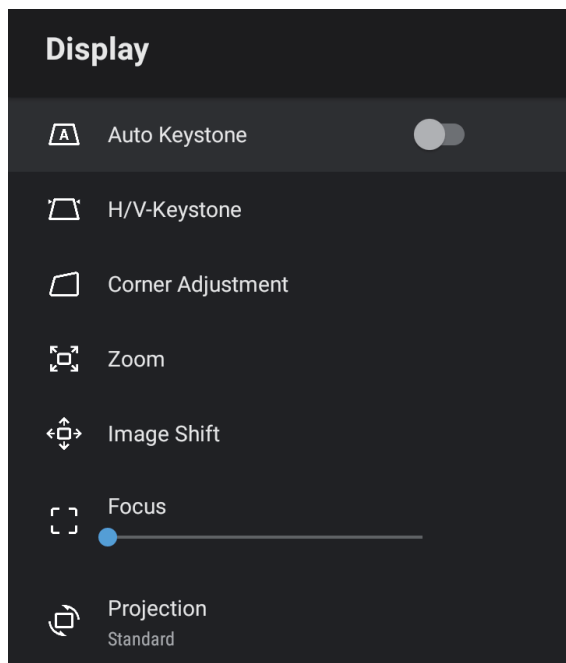 Display
A
Auto Keystone
H/V-Keystone
Corner Adjustment
Zoom
Image Shift
Focus
Projection
Standard